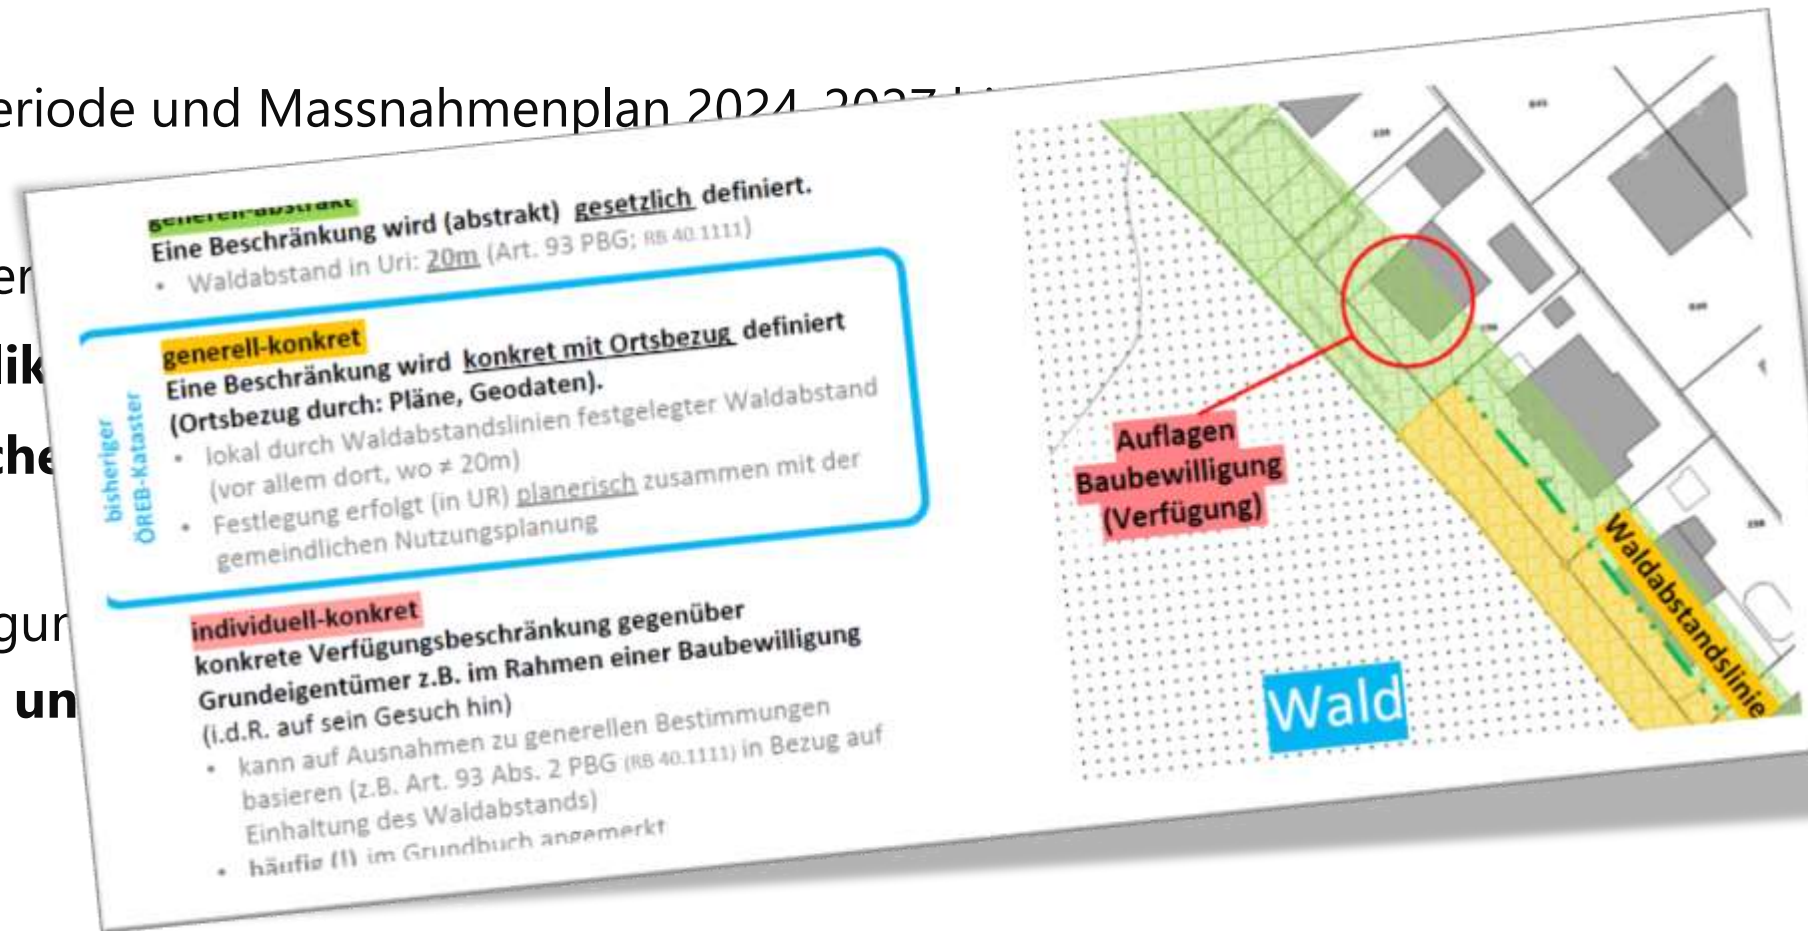 eriode und Massnahmenplan 2024-2027
generell-abstrakt
Eine Beschränkung wird (abstrakt) gesetzlich definiert.
• Waldabstand in Uri: 20m (Art. 93 PBG; RB 40.1111)
bisheriger
ÖREB-Kataster
generell-konkret
Eine Beschränkung wird konkret mit Ortsbezug definiert
(Ortsbezug durch: Pläne, Geodaten).
• lokal durch Waldabstandslinien festgelegter Waldabstand
(vor allem dort, wo ≠ 20m)
• Festlegung erfolgt (in UR) planerisch zusammen mit der
gemeindlichen Nutzungsplanung
individuell-konkret
konkrete Verfügungsbeschränkung gegenüber
Grundeigentümer z.B. im Rahmen einer Baubewilligung
(i.d.R. auf sein Gesuch hin)
• kann auf Ausnahmen zu generellen Bestimmungen
basieren (z.B. Art. 93 Abs. 2 PBG (RB 40.1111) in Bezug auf
Einhaltung des Waldabstands)
• häufig (!) im Grundbuch angemerkt
er
lik
che
gur
un
Auflagen
Baubewilligung
(Verfügung)
Wald
Waldabstandslinie